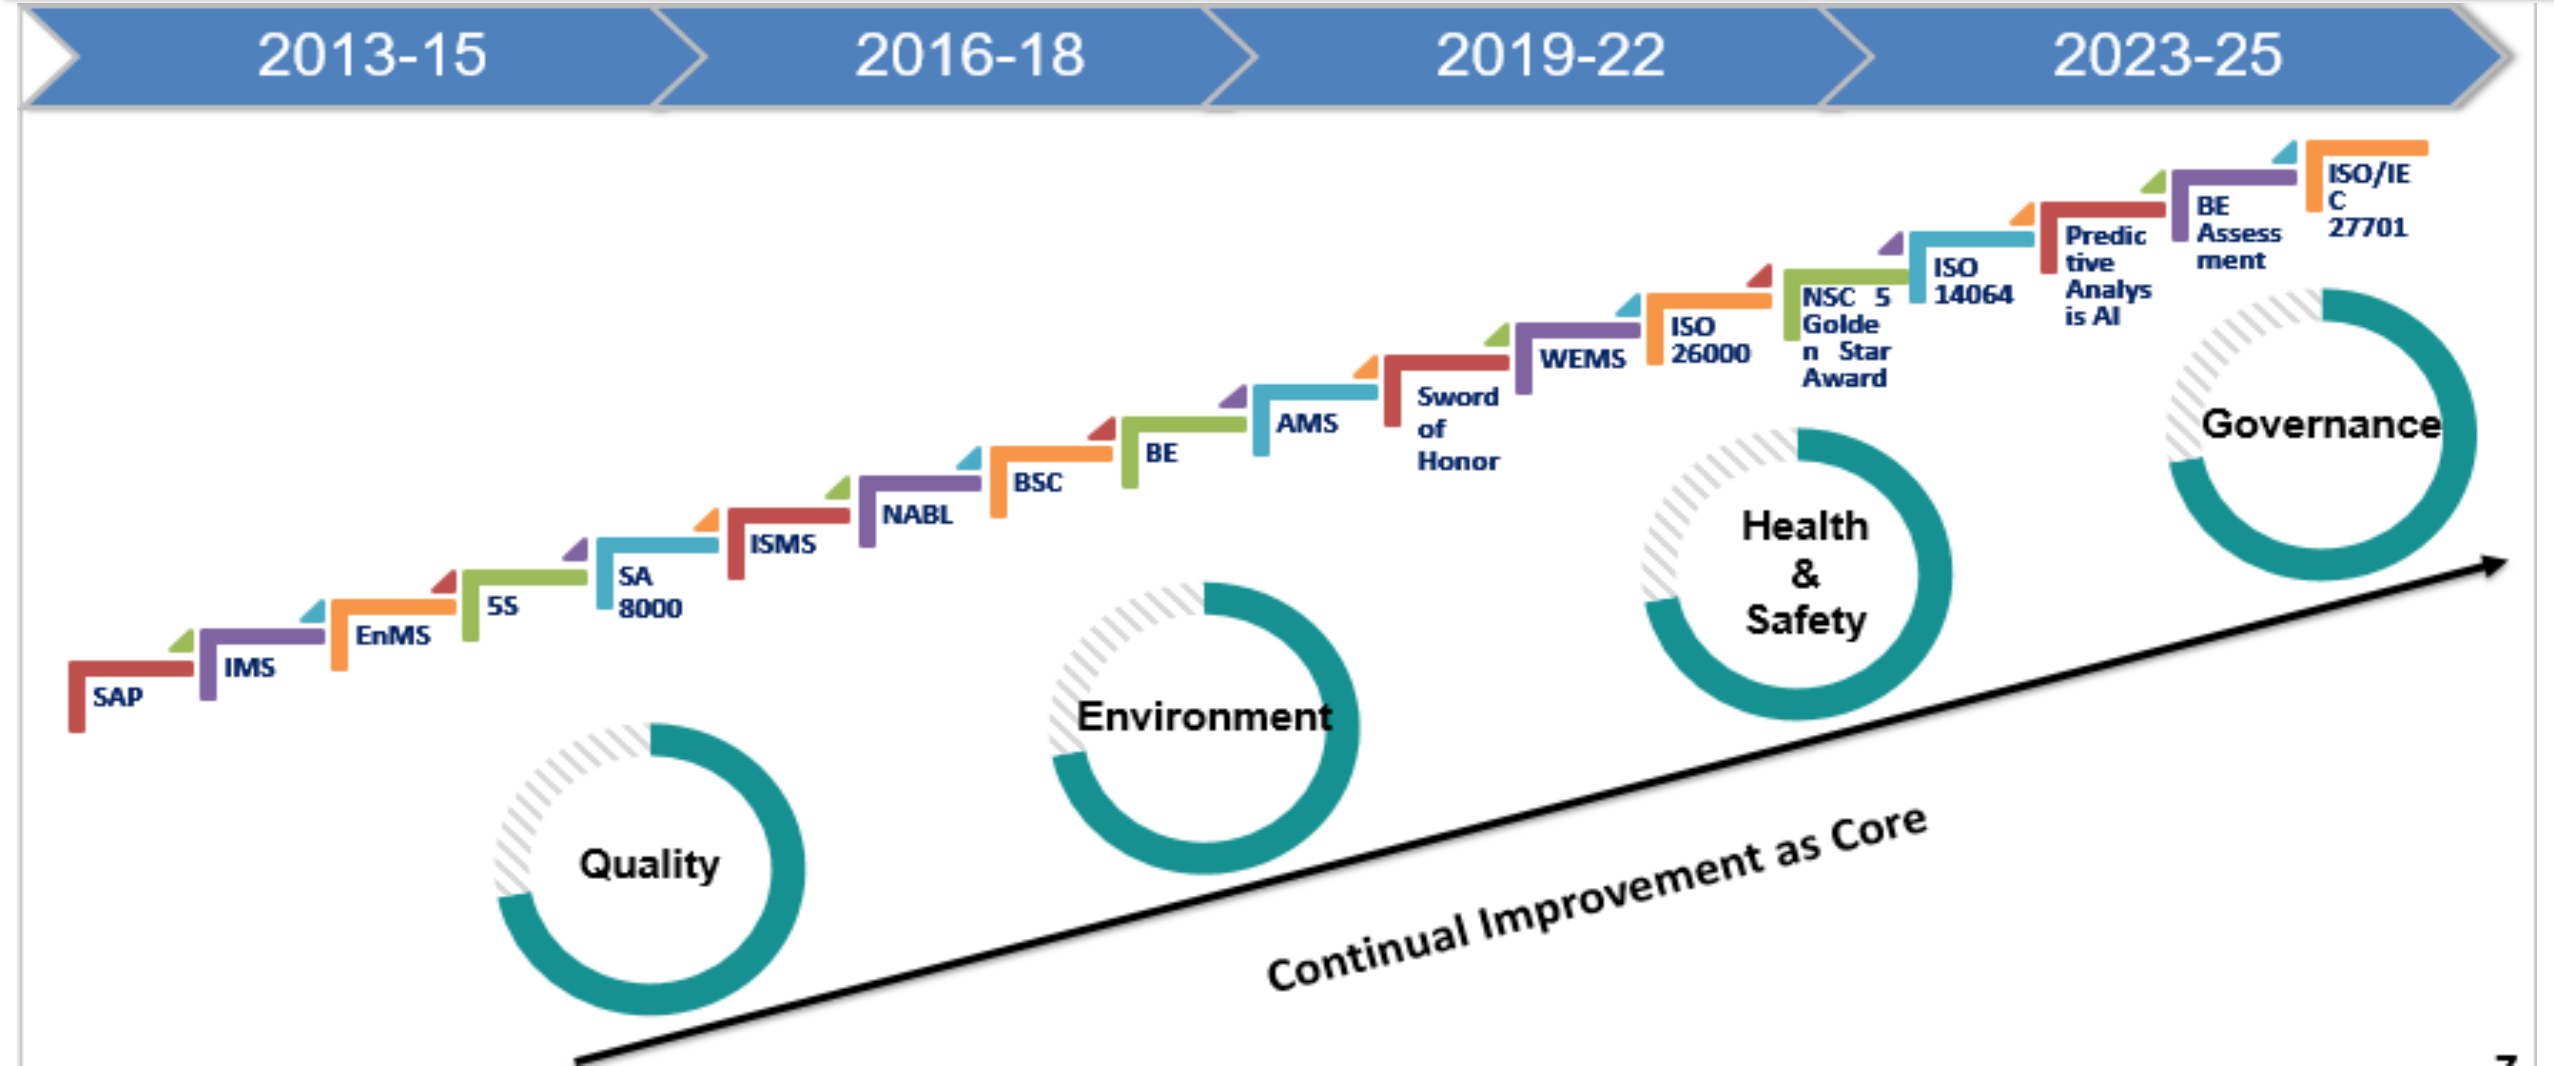 2013-15
2016-18
2019-22
2023-25
SAP
IMS
EnMS
5S
SA
8000
ISMS
NABL
BSC
BE
AMS
Sword
of
Honor
WEMS
ISO
26000
NSC 5
Golde
n Star
Award
ISO
14064
Predic
tive
Analys
is AI
BE
Assess
ment
ISO/IE
C
27701
Quality
Environment
Health
&
Safety
Governance
Continual Improvement as Core